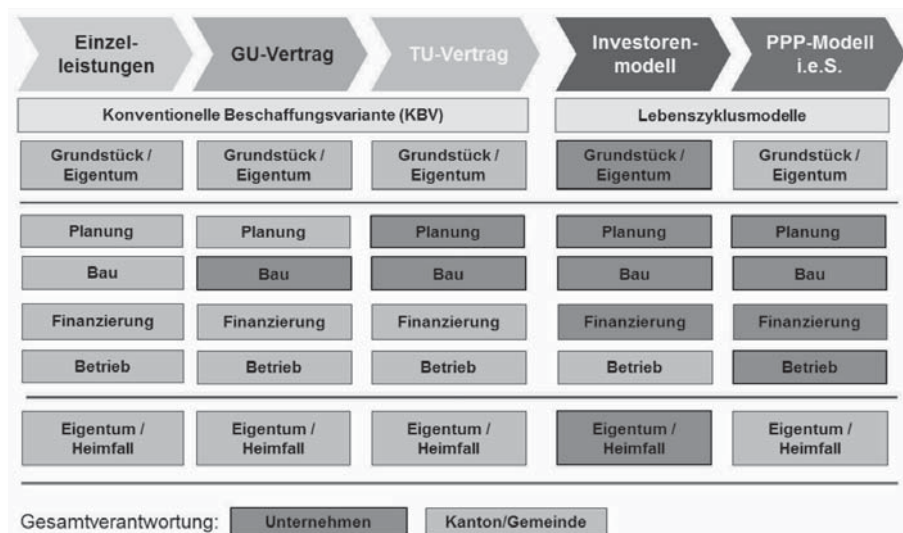 Einzel-
leistungen
GU-Vertrag
TU-Vertrag
Investoren-
modell
PPP-Modell
i.e.S.
Konventionelle Beschaffungsvariante (KBV)
Lebenszyklusmodelle
Grundstück /
Eigentum
Grundstück /
Eigentum
Grundstück /
Eigentum
Grundstück /
Eigentum
Grundstück /
Eigentum
Planung
Planung
Planung
Planung
Planung
Bau
Bau
Bau
Bau
Bau
Finanzierung
Finanzierung
Finanzierung
Finanzierung
Finanzierung
Betrieb
Betrieb
Betrieb
Betrieb
Betrieb
Eigentum /
Heimfall
Eigentum /
Heimfall
Eigentum /
Heimfall
Eigentum /
Heimfall
Eigentum /
Heimfall
Gesamtverantwortung:
Unternehmen
Kanton/Gemeinde